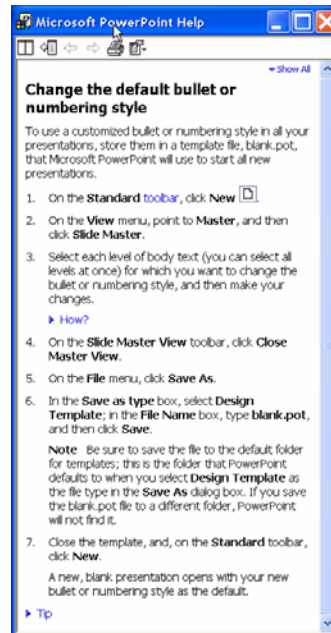 Microsoft PowerPoint Help
Show All
Change the default bullet or
numbering style
To use a customized bullet or numbering style in all your
presentations, store them in a template file, blank.pot,
that Microsoft PowerPoint will use to start all new
presentations.
1. On the Standard toolbar, click New
2. On the View menu, point to Master, and then
click Slide Master.
3. Select each level of body text (you can select all
levels at once) for which you want to change the
bullet or numbering style, and then make your
changes.
How?
4. On the Slide Master View toolbar, click Close
Master View.
5. On the File menu, click Save As.
6. In the Save as type box, select Design
Template; in the File Name box, type blank.pot,
and then click Save.
Note Be sure to save the file to the default folder
for templates; this is the folder that PowerPoint
defaults to when you select Design Template as
the file type in the Save As dialog box. If you save
the blank.pot file to a different folder, PowerPoint
will not find it.
7. Close the template, and, on the Standard toolbar,
click New.
A new, blank presentation opens with your new
bullet or numbering style as the default.
Tip